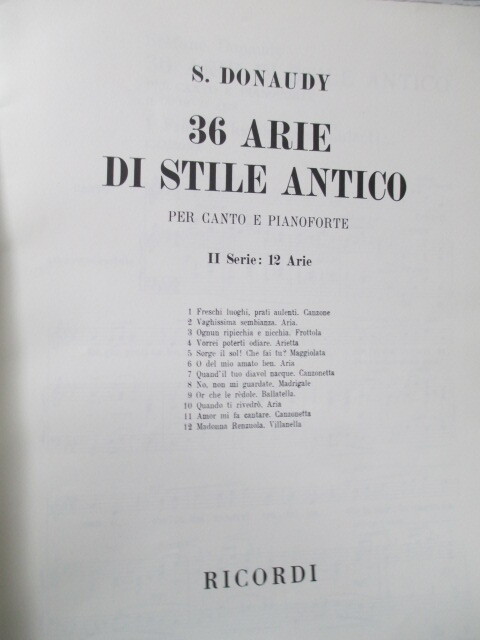 S. DONAUDY
36 ARIE
DI STILE ANTICO
PER CANTO E PIANOFORTE
II Serie: 12 Arie
1 Freschi luoghi, prati aulenti. Canzone
2 Vaghissima sembianza. Aria.
3 Ognun ripicchia e nicchia. Frottola
4 Vorrei poterti odiare. Arietta
5 Sorge il sol! Che fai tu? Maggiolata
6 O del mio amato ben. Aria
7 Quand'il tuo diavol nacque. Canzonetta
8 No, non mi guardate. Madrigale
9 Or che le rèdole. Ballatella.
10 Quando ti rivedrò. Aria
11 Amor mi fa cantare. Canzonetta
12 Madonna Renzuola. Villanella
RICORDI